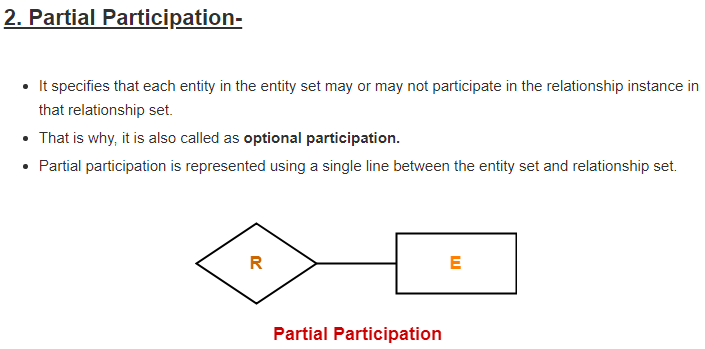 2. Partial Participation-
It specifies that each entity in the entity set may or may not participate in the relationship instance in
that relationship set.
That is why, it is also called as optional participation.
Partial participation is represented using a single line between the entity set and relationship set.
R E
Partial Participation